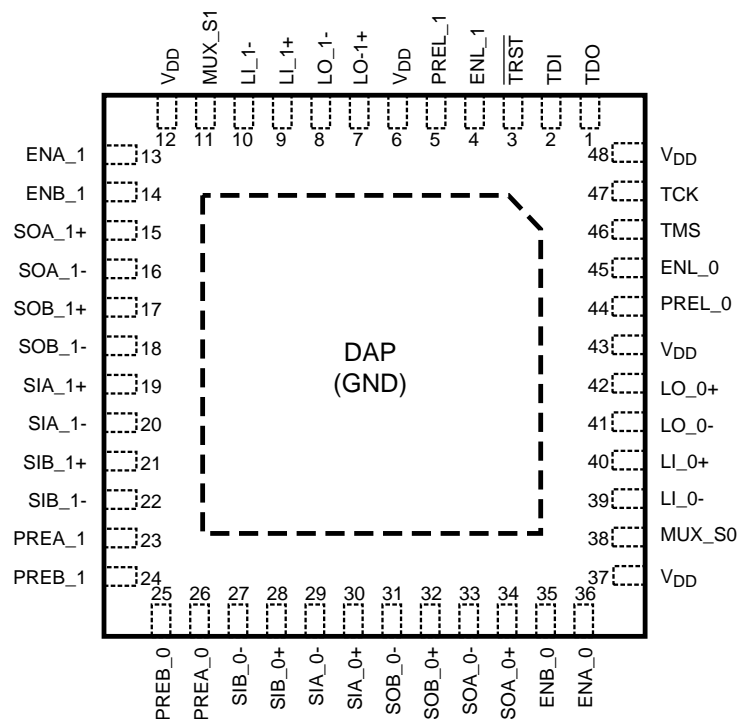 VDD
MUX_S1
LI_1-
LI_1+
LO_1-
LO-1+
VDD
PREL_1
ENL_1
TRST
TDI
TDO
12
11
10
9
8
7
6
5
4
3
2
1
ENA_1 13
ENB_1 14
SOA_1+ 15
SOA_1- 16
SOB_1+ 17
SOB_1- 18
SIA_1+ 19
SIA_1- 20
SIB_1+ 21
SIB_1- 22
PREA_1 23
PREB_1 24
DAP
(GND)
48 VDD
47 TCK
46 TMS
45 ENL_0
44 PREL_0
43 VDD
42 LO_0+
41 LO_0-
40 LI_0+
39 LI_0-
38 MUX_S0
37 VDD
25
26
27
28
29
30
31
32
33
34
35
36
PREB_0
PREA_0
SIB_0-
SIB_0+
SIA_0-
SIA_0+
SOB_0-
SOB_0+
SOA_0-
SOA_0+
ENB_0
ENA_0